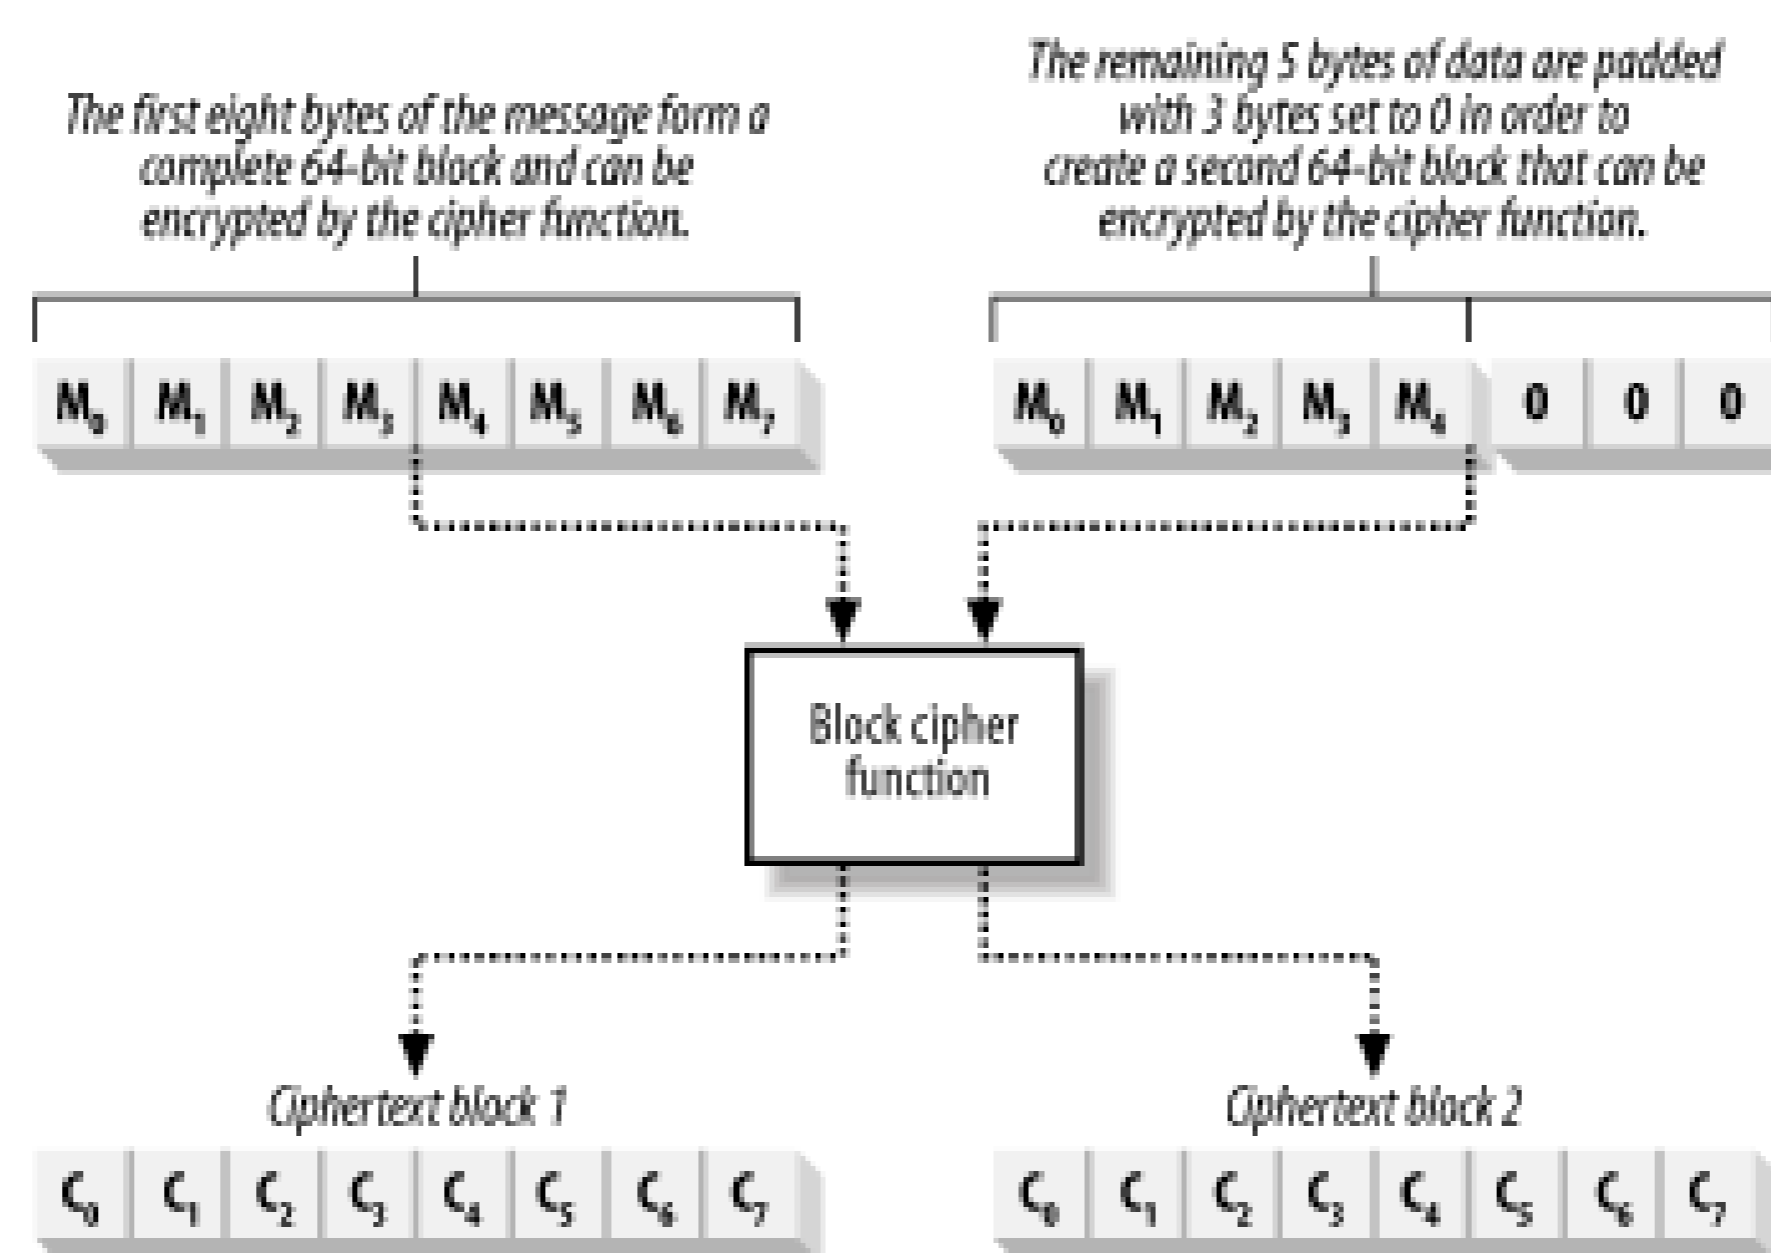 The first eight bytes of the message form a
complete 64-bit block and can be
encrypted by the cipher function.
The remaining 5 bytes of data are padded
with 3 bytes set to 0 in order to
create a second 64-bit block that can be
encrypted by the cipher function.
M₀ M₁ M₂ M₃ M₄ M₅ M₆ M₇
M₀ M₁ M₂ M₃ M₄ 0 0 0
Block cipher
function
Ciphertext block 1
Ciphertext block 2
C₀ C₁ C₂ C₃ C₄ C₅ C₆ C₇
C₀ C₁ C₂ C₃ C₄ C₅ C₆ C₇